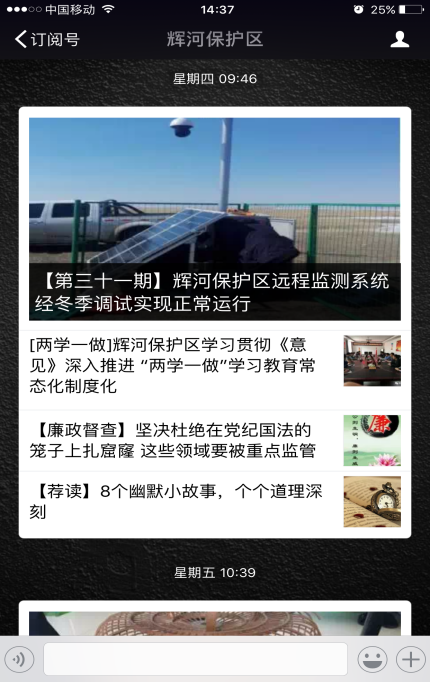 中国移动
14:37
25%
订阅号
辉河保护区
星期四 09:46
【第三十一期】辉河保护区远程监测系统
经冬季调试实现正常运行
[两学一做]辉河保护区学习贯彻《意
见》深入推进 “两学一做”学习教育常
态化制度化
【廉政督查】坚决杜绝在党纪国法的
笼子上扎窟窿 这些领域要被重点监管
廉
【荐读】8个幽默小故事，个个道理深
刻
星期五 10:39